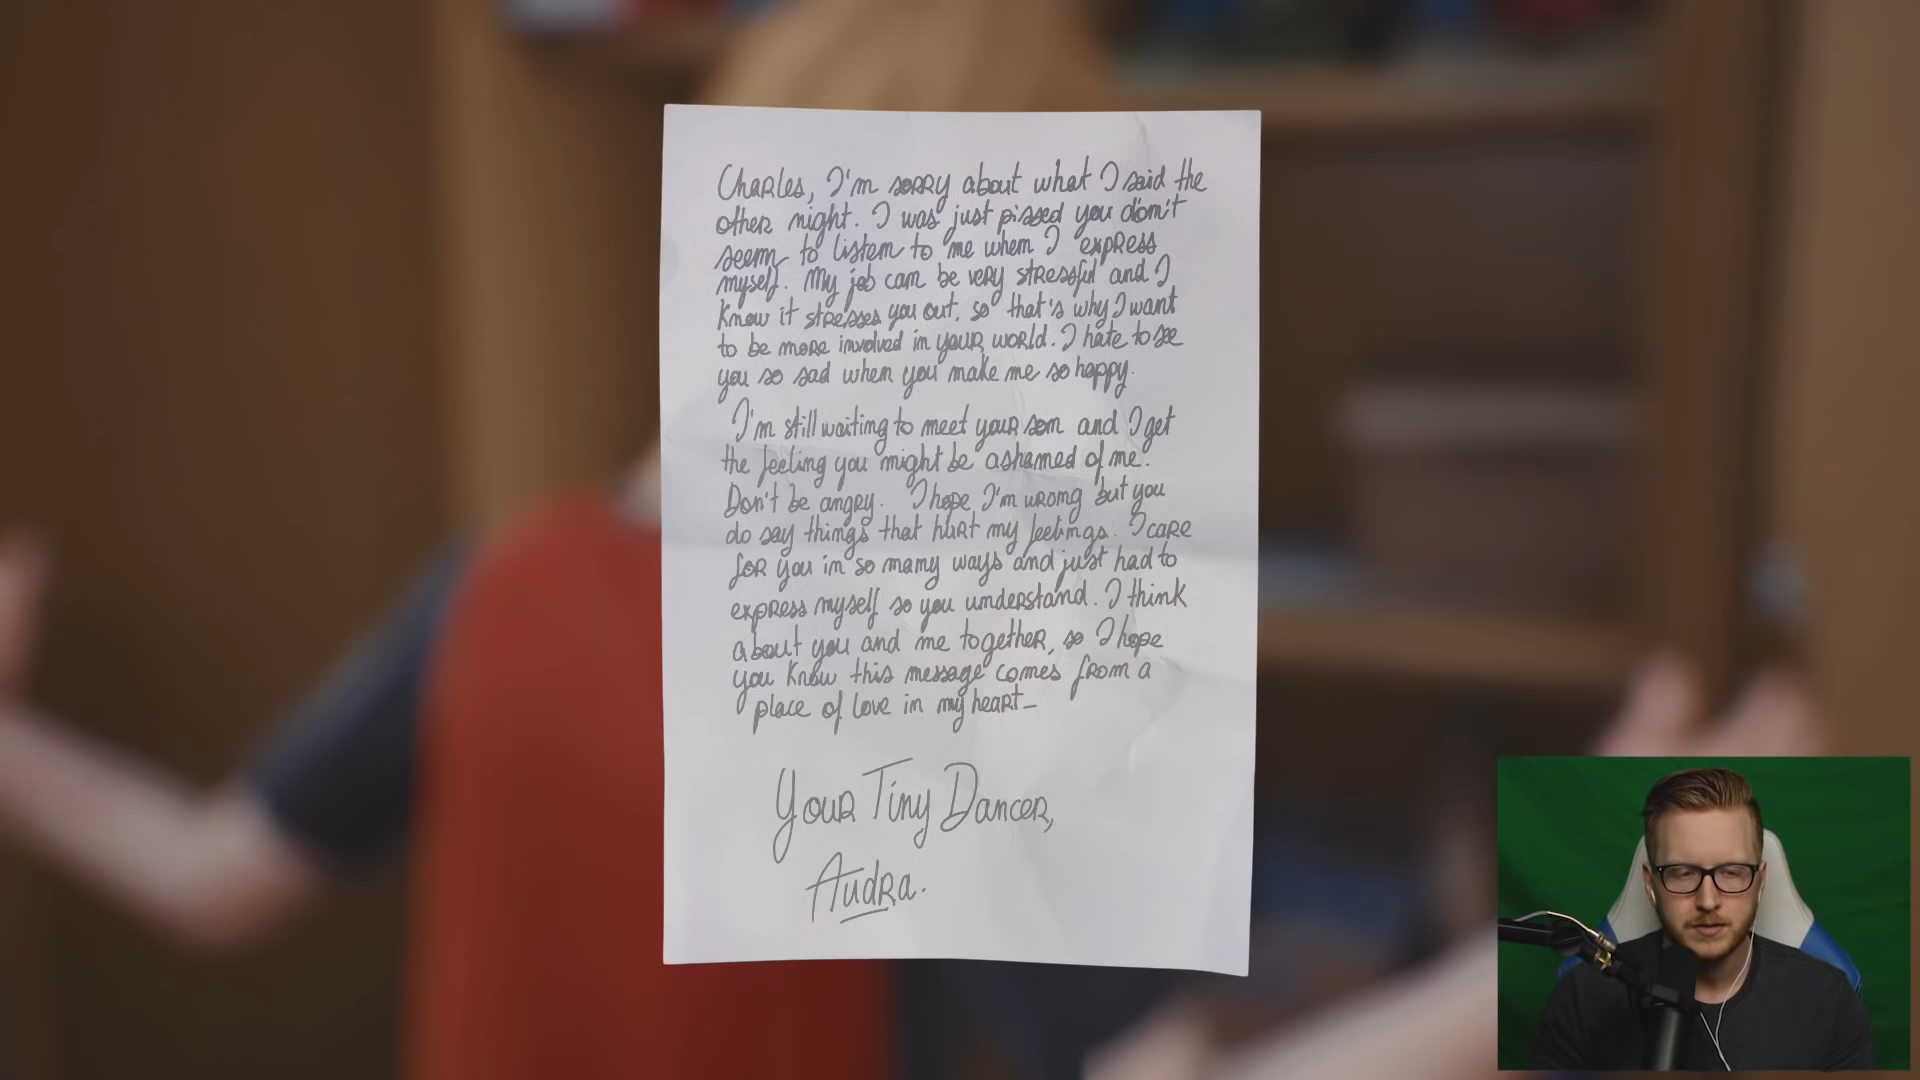 Charles, I'm sorry about what I said the
other night. I was just pissed you don't
seem to listen to me when I express
myself. My job can be very stressful and I
know it stresses you out, so that's why I want
to be more involved in your world. I hate to see
you so sad when you make me so happy.
I'm still waiting to meet your son and I get
the feeling you might be ashamed of me.
Don't be angry. I hope I'm wrong but you
do say things that hurt my feelings. I care
for you in so many ways and just had to
express myself so you understand. I think
about you and me together, so I hope
you know this message comes from a
place of love in my heart_
Your Tiny Dancer,
Audra.